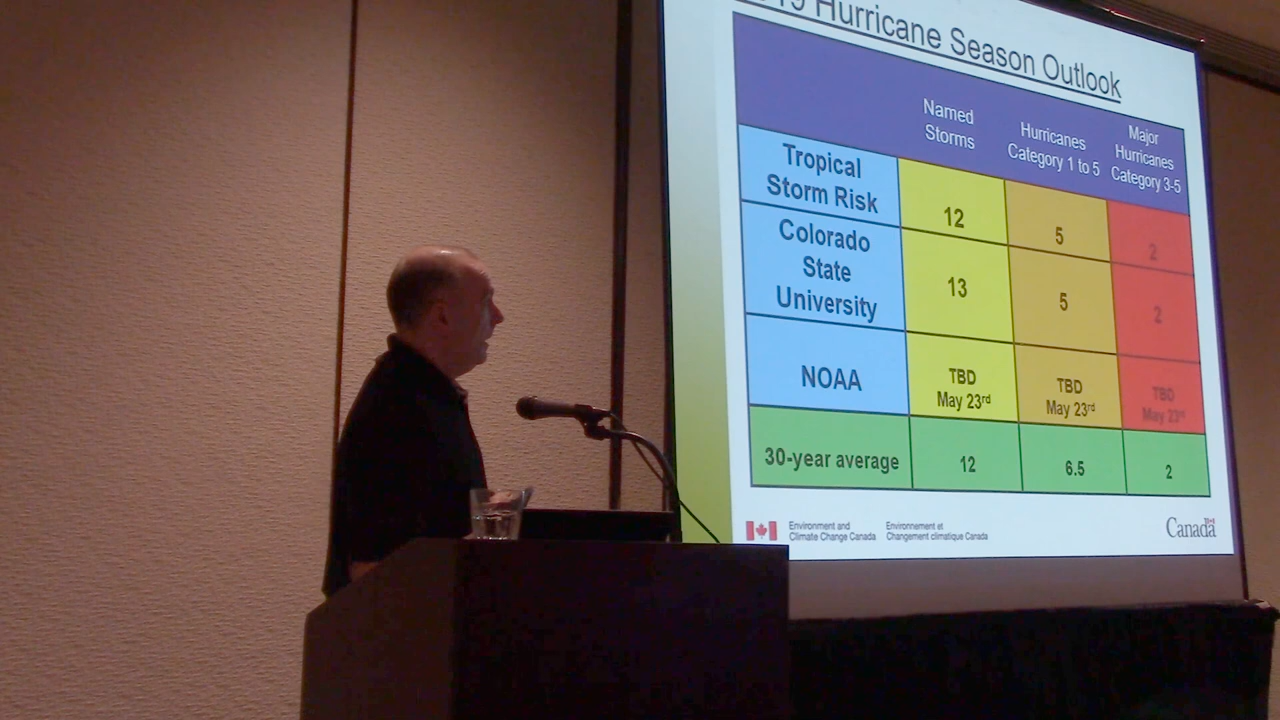 19 Hurricane Season Outlook
Named
Storms
Hurricanes
Category 1 to 5
Major
Hurricanes
Category 3-5
Tropical
Storm Risk
12
5
2
Colorado
State
University
13
5
2
NOAA
TBD
May 23rd
TBD
May 23rd
TBD
May 23rd
30-year average
12
6.5
2
Environment and
Climate Change Canada
Environnement et
Changement climatique Canada
Canada